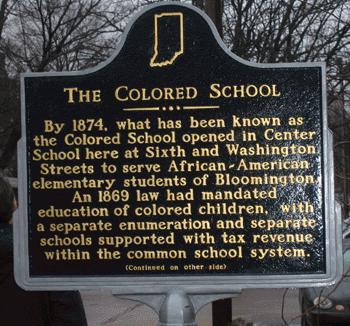 THE COLORED SCHOOL
By 1874, what has been known as
the Colored School opened in Center
School here at Sixth and Washington
Streets to serve African-American
elementary students of Bloomington.
An 1869 law had mandated
education of colored children, with
a separate enumeration and separate
schools supported with tax revenue
within the common school system.
(Continued on other side)